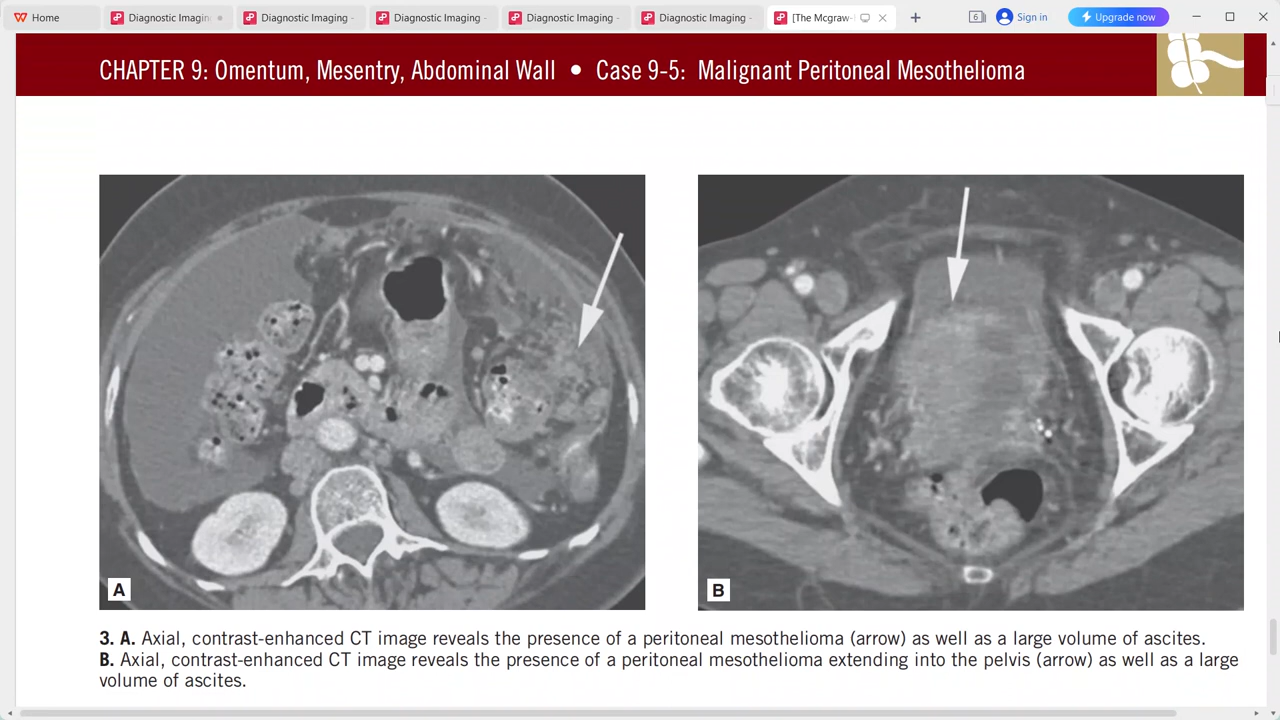 Home
Diagnostic Imagin
Diagnostic Imaging -
Diagnostic Imaging -
Diagnostic Imaging -
Diagnostic Imaging -
[The Mcgraw-
6
Sign in
Upgrade now
CHAPTER 9: Omentum, Mesentry, Abdominal Wall • Case 9-5: Malignant Peritoneal Mesothelioma
A
B
3. A. Axial, contrast-enhanced CT image reveals the presence of a peritoneal mesothelioma (arrow) as well as a large volume of ascites.
B. Axial, contrast-enhanced CT image reveals the presence of a peritoneal mesothelioma extending into the pelvis (arrow) as well as a large
volume of ascites.